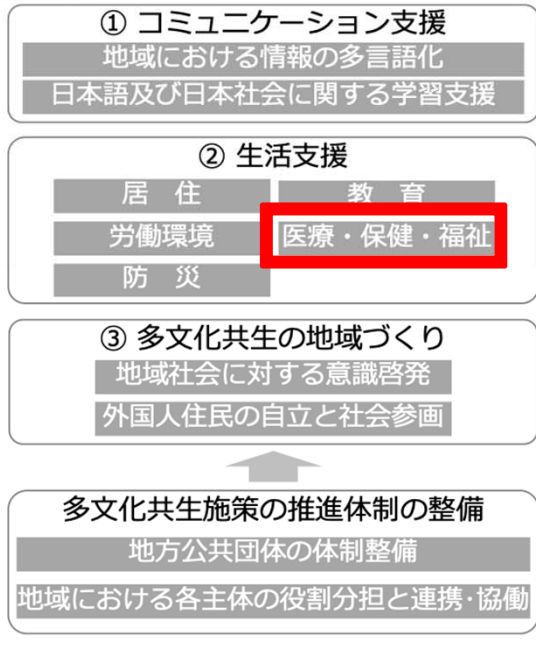 ① コミュニケーション支援
地域における情報の多言語化
日本語及び日本社会に関する学習支援
② 生活支援
居 住
教 育
労働環境
医療・保健・福祉
防 災
③ 多文化共生の地域づくり
地域社会に対する意識啓発
外国人住民の自立と社会参画
多文化共生施策の推進体制の整備
地方公共団体の体制整備
地域における各主体の役割分担と連携･協働